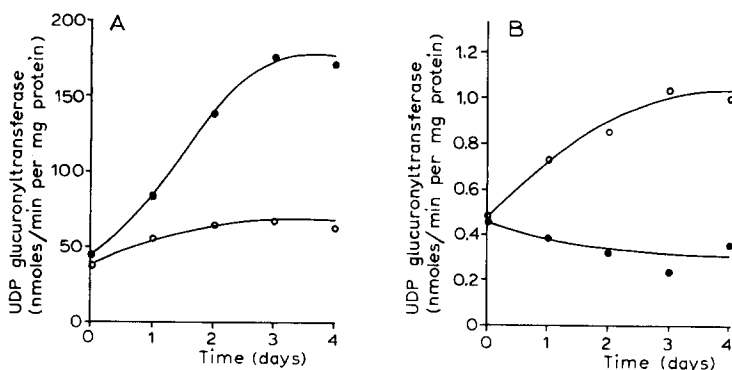 A
UDP glucuronyltransferase
(nmoles/min per mg protein)
200
150
100
50
0
0 1 2 3 4
Time (days)
B
UDP glucuronyltransferase
(nmoles/min per mg protein)
1.2
1.0
0.8
0.6
0.4
0.2
0
0 1 2 3 4
Time (days)